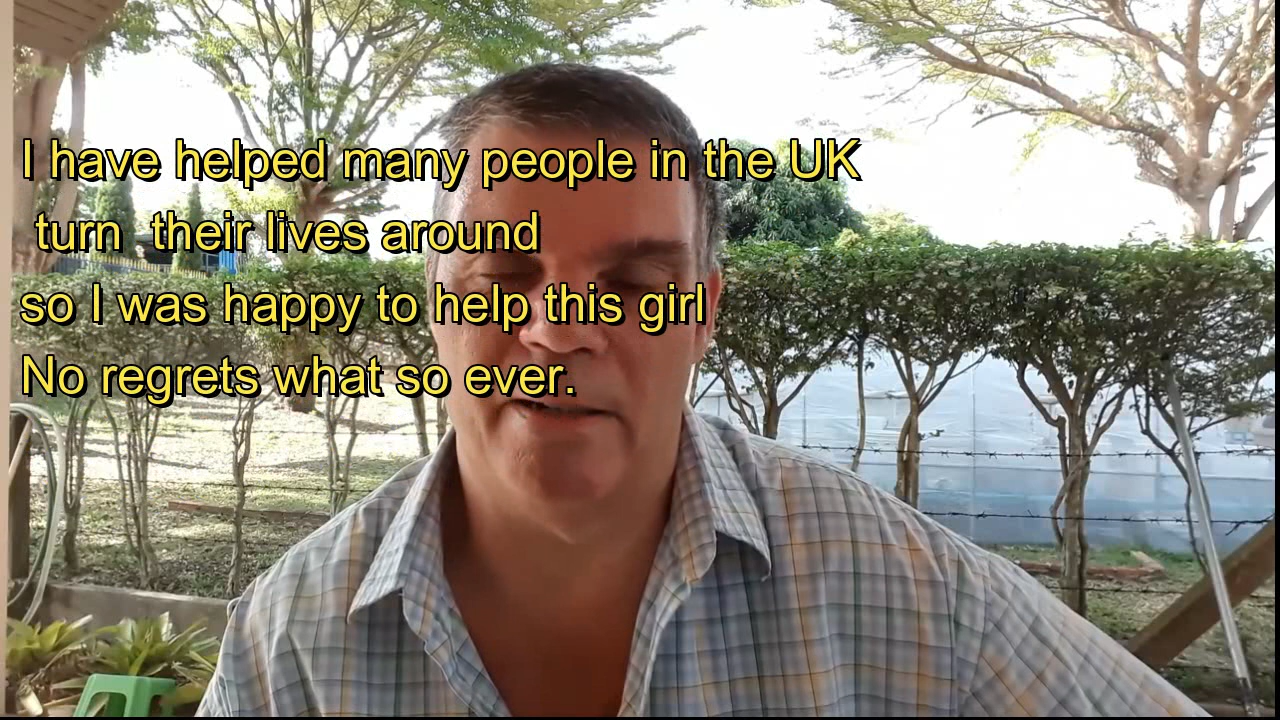 I have helped many people in the UK
turn their lives around
so I was happy to help this girl
No regrets what so ever.